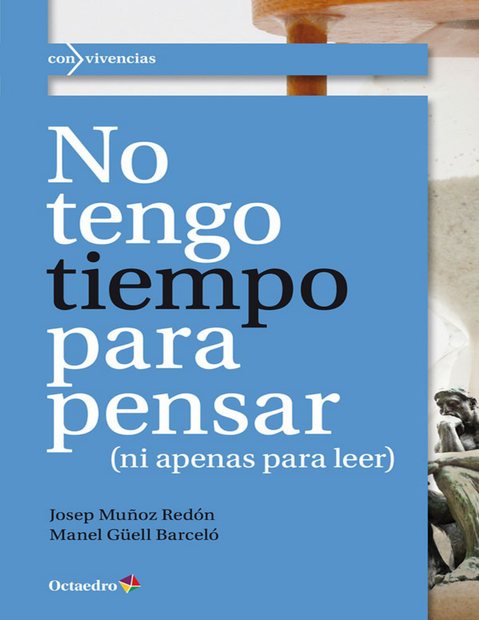 con vivencias
No
tengo
tiempo
para
pensar
(ni apenas para leer)
Josep Muñoz Redón
Manel Güell Barceló
Octaedro